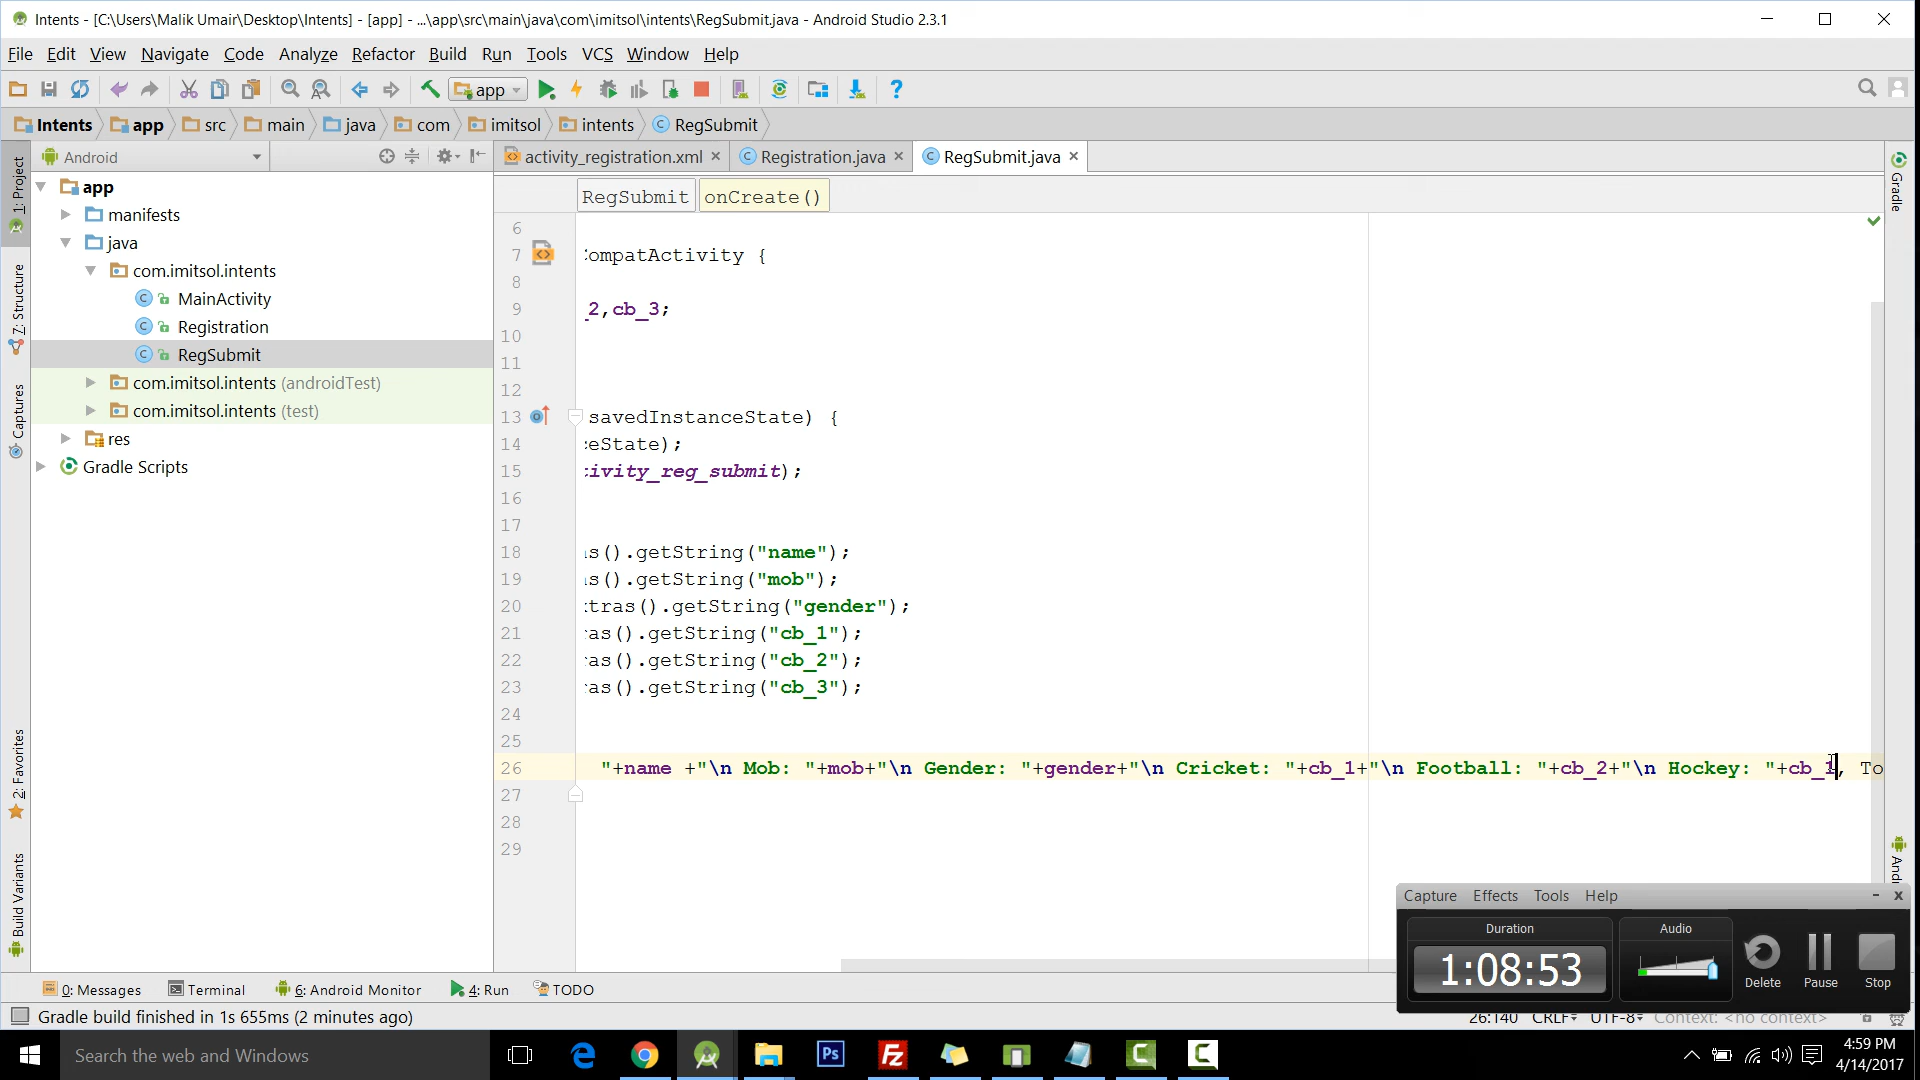 Intents - [C:\Users\Malik Umair\Desktop\Intents] - [app] - ...\app\src\main\java\com\imitsol\intents\RegSubmit.java - Android Studio 2.3.1
File Edit View Navigate Code Analyze Refactor Build Run Tools VCS Window Help
app
Intents app src main java com imitsol intents RegSubmit
Android
activity_registration.xml Registration.java RegSubmit.java
RegSubmit onCreate()
1: Project
7: Structure
Captures
2: Favorites
Build Variants
app
manifests
java
com.imitsol.intents
MainActivity
Registration
RegSubmit
com.imitsol.intents (androidTest)
com.imitsol.intents (test)
res
Gradle Scripts
6
7 CompatActivity {
8
9 _2,cb_3;
10
11
12
13 savedInstanceState) {
14 eState);
15 tivity_reg_submit);
16
17
18 as().getString("name");
19 as().getString("mob");
20 xtras().getString("gender");
21 ras().getString("cb_1");
22 ras().getString("cb_2");
23 ras().getString("cb_3");
24
25
26 "+name +"\n Mob: "+mob+"\n Gender: "+gender+"\n Cricket: "+cb_1+"\n Football: "+cb_2+"\n Hockey: "+cb_1, To
27
28
29
Gradle
Capture Effects Tools Help
Duration Audio
1:08:53
Delete Pause Stop
0: Messages Terminal 6: Android Monitor 4: Run TODO
Gradle build finished in 1s 655ms (2 minutes ago)
26:140 CRLF UTF-8 Context: <no context>
Search the web and Windows
Ps
4:59 PM
4/14/2017